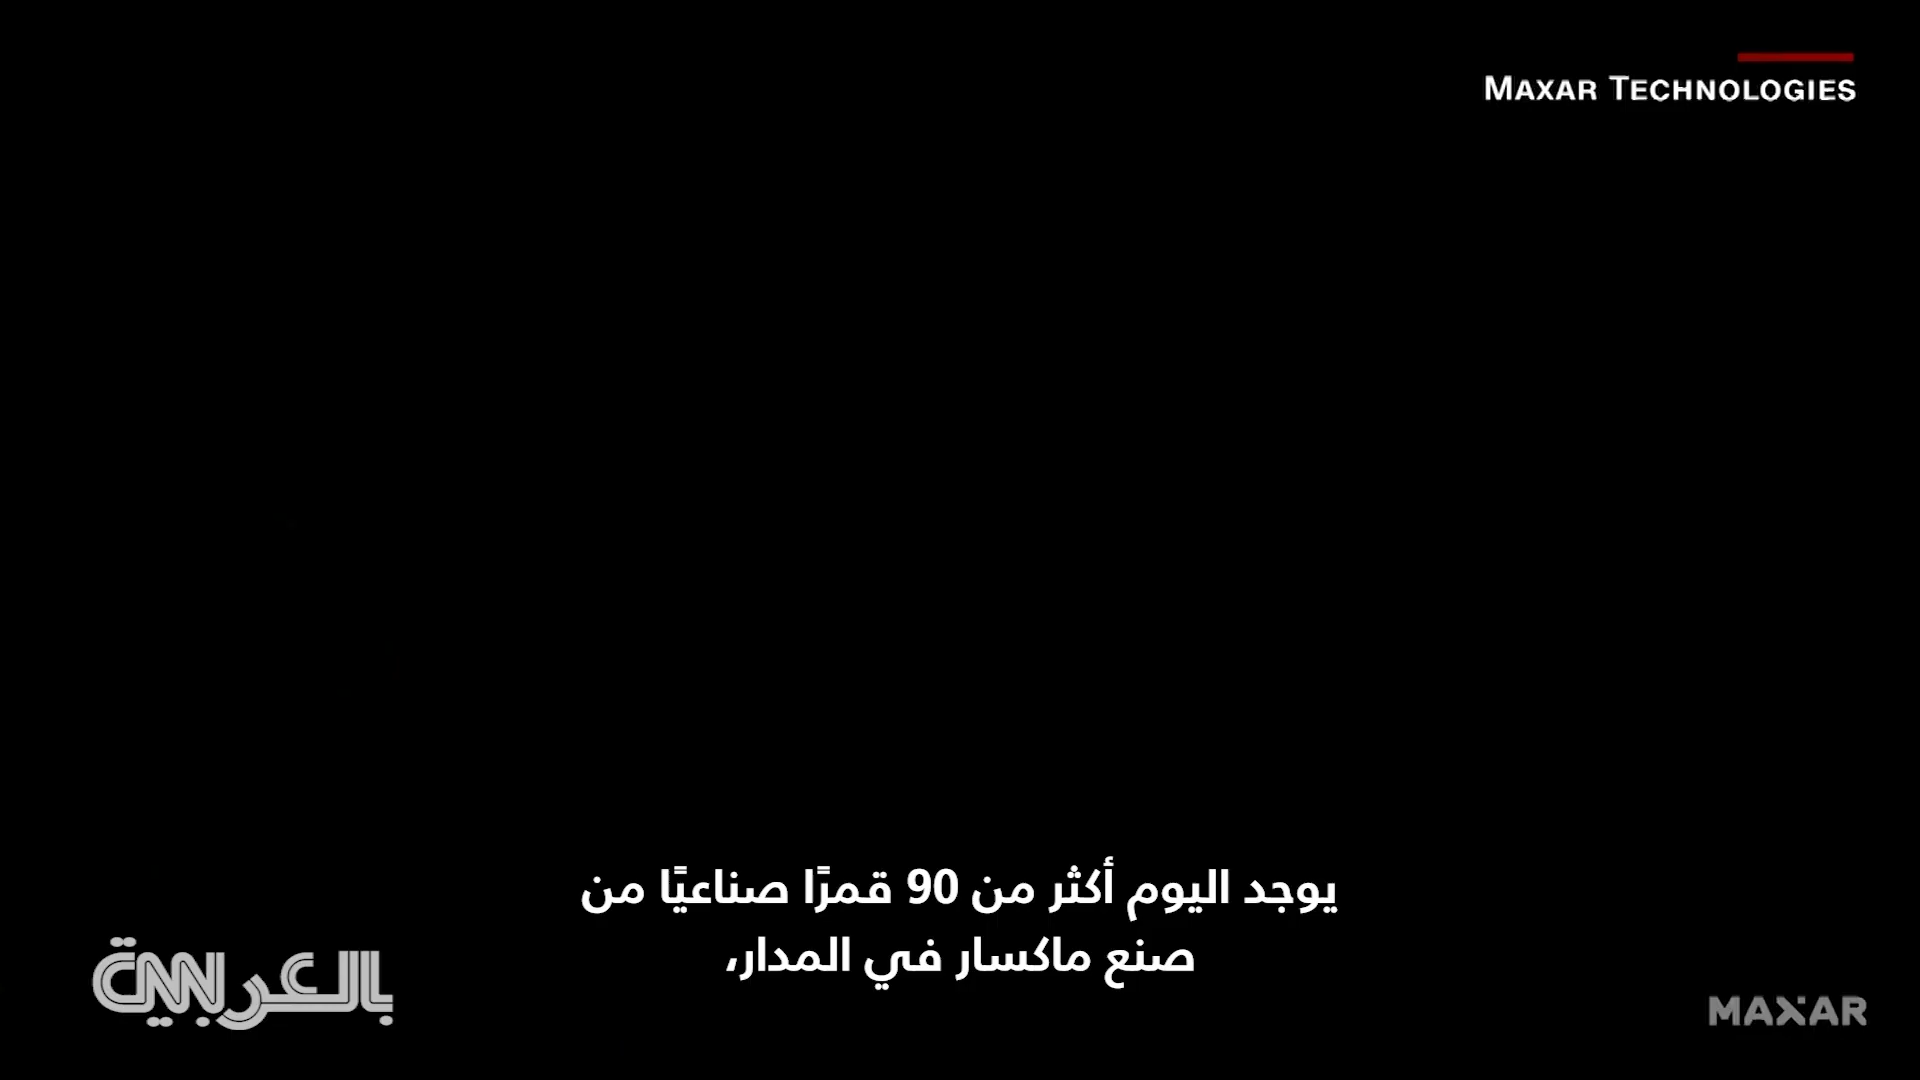 MAXAR TECHNOLOGIES
يوجد اليوم أكثر من 90 قمرًا صناعيًا من
صنع ماكسار في المدار،
CNN بالعربية
MAXAR